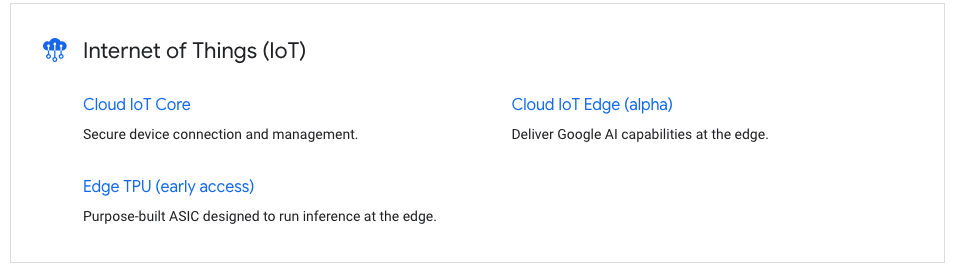 Internet of Things (IoT)
Cloud IoT Core
Secure device connection and management.
Cloud IoT Edge (alpha)
Deliver Google AI capabilities at the edge.
Edge TPU (early access)
Purpose-built ASIC designed to run inference at the edge.